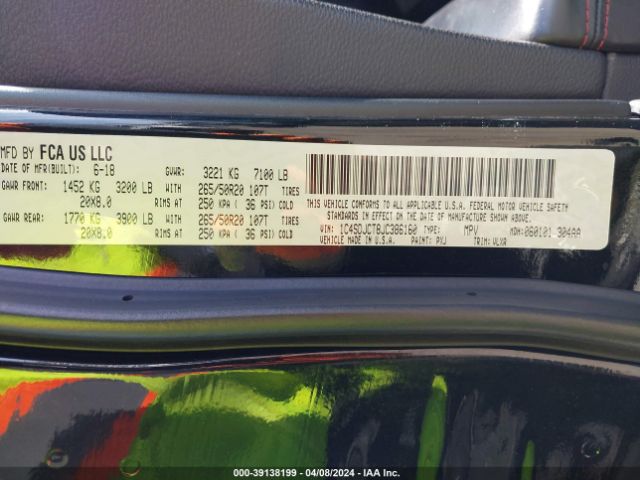 MFD BY FCA US LLC
DATE OF MFR(BUILT): 6-18 GVWR: 3221 KG 7100 LB
GAWR FRONT: 1452 KG 3200 LB WITH 265/50R20 107T TIRES
20X8.0 RIMS AT 250 KPA ( 36 PSI) COLD
GAWR REAR: 1770 KG 3900 LB WITH 265/50R20 107T TIRES
20X8.0 RIMS AT 250 KPA ( 36 PSI) COLD
THIS VEHICLE CONFORMS TO ALL APPLICABLE U.S.A. FEDERAL MOTOR VEHICLE SAFETY
STANDARDS IN EFFECT ON THE DATE OF MANUFACTURE SHOWN ABOVE.
VIN: 1C4SDJCT8JC386160 TYPE: MPV MDH: 060101 304AA
VEHICLE MADE IN U.S.A. PAINT: PXJ TRIM: VLXR
000-39138199 | 04/08/2024 | IAA Inc.